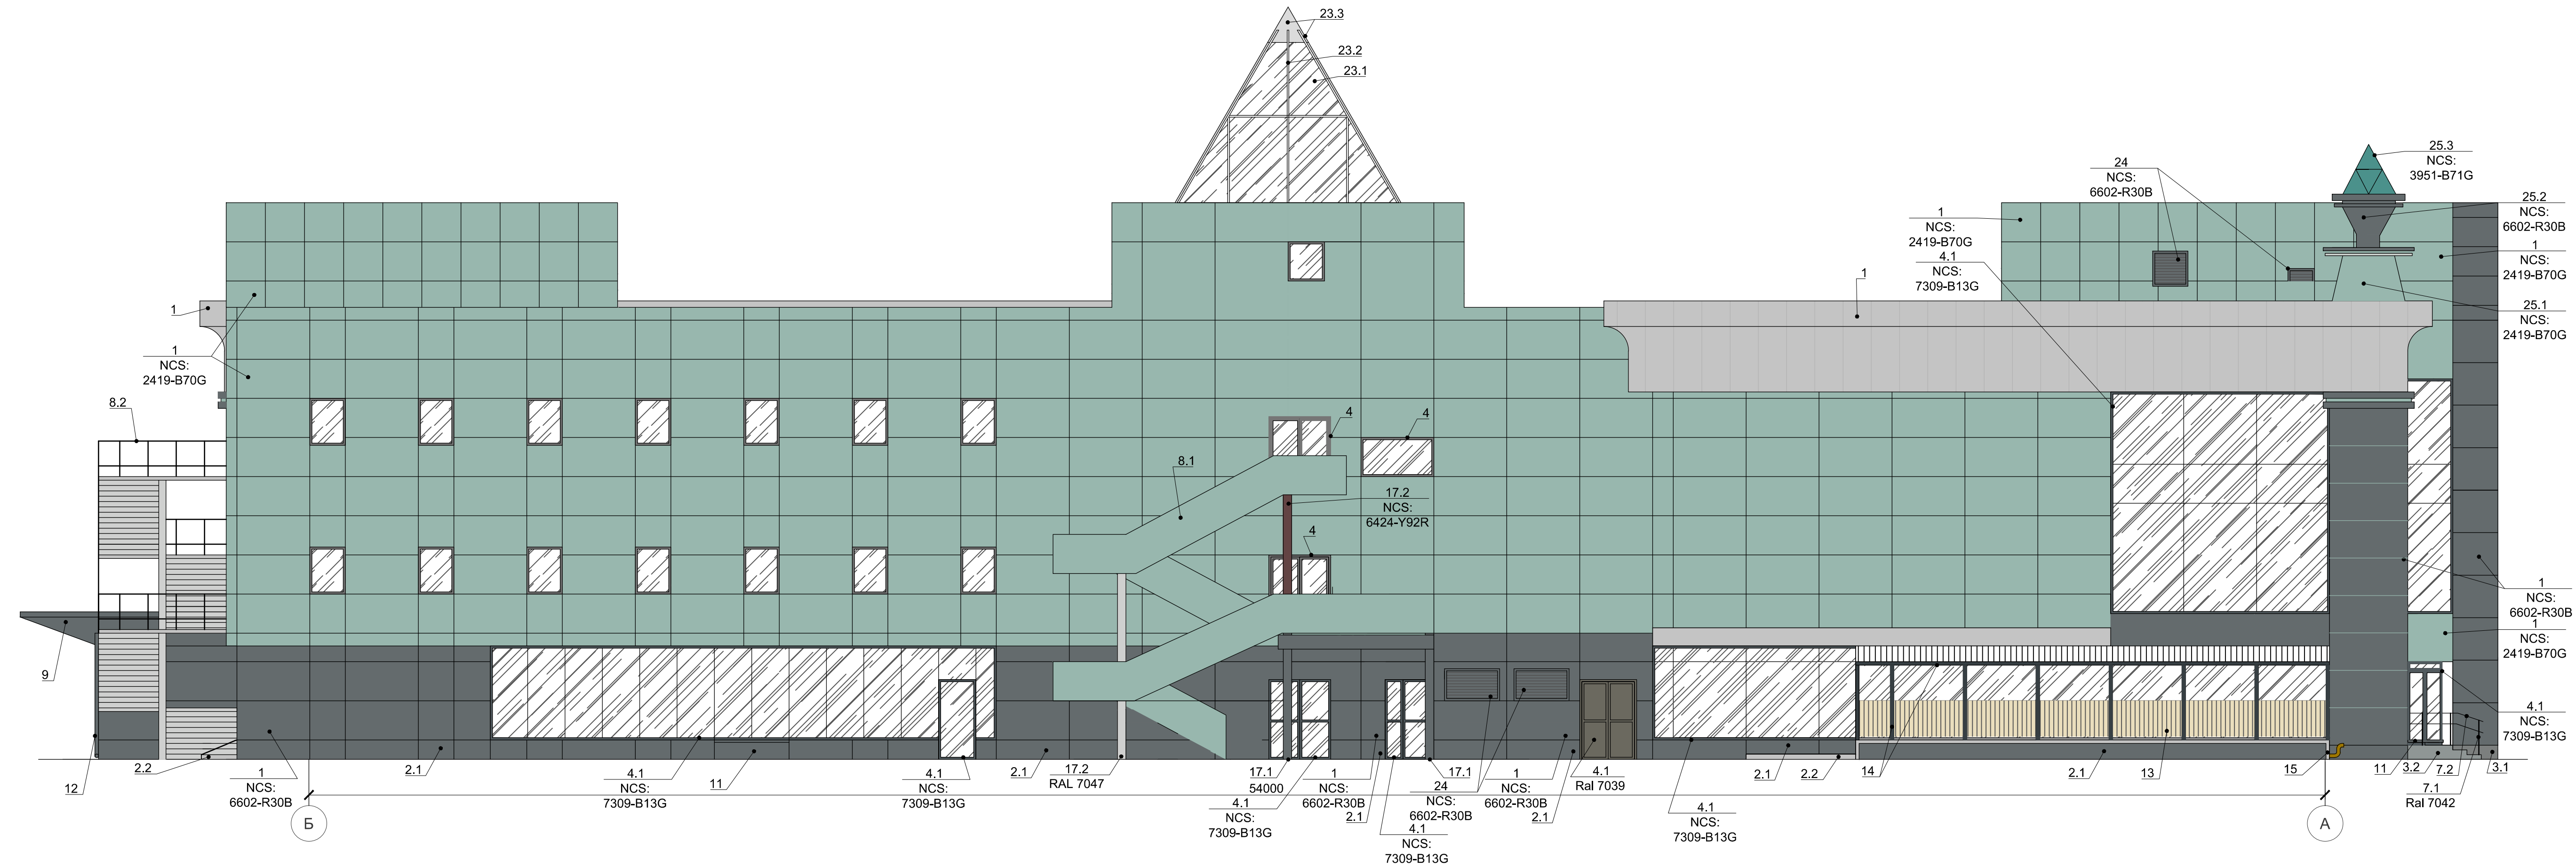 23.3
23.2
23.1
25.3
NCS:
3951-B71G
24
NCS:
6602-R30B
25.2
NCS:
6602-R30B
1
NCS:
2419-B70G
1
NCS:
2419-B70G
4.1
NCS:
7309-B13G
1
25.1
NCS:
2419-B70G
1
1
NCS:
2419-B70G
8.2
4
4
8.1
17.2
NCS:
6424-Y92R
4
1
NCS:
6602-R30B
1
NCS:
2419-B70G
9
4.1
NCS:
7309-B13G
12
2.2
1
NCS:
6602-R30B
2.1
4.1
NCS:
7309-B13G
11
4.1
NCS:
7309-B13G
2.1
17.2
RAL 7047
17.1
54000
4.1
NCS:
7309-B13G
1
NCS:
6602-R30B
2.1
17.1
24
NCS:
6602-R30B
4.1
NCS:
7309-B13G
1
NCS:
6602-R30B
2.1
4.1
Ral 7039
4.1
NCS:
7309-B13G
2.1
2.2
14
2.1
13
15
11
3.2
7.2
3.1
7.1
Ral 7042
Б
А